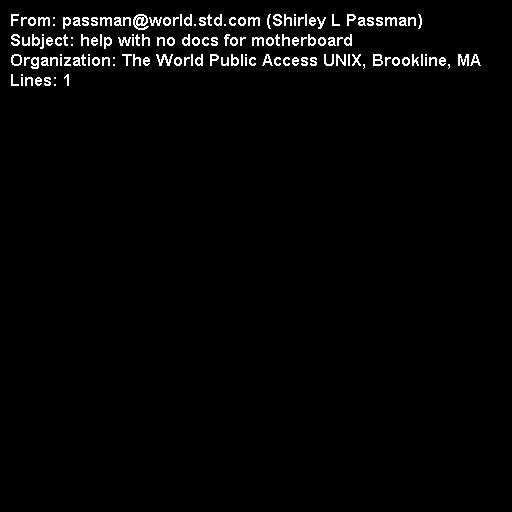 From: passman@world.std.com (Shirley L Passman)
Subject: help with no docs for motherboard
Organization: The World Public Access UNIX, Brookline, MA
Lines: 1